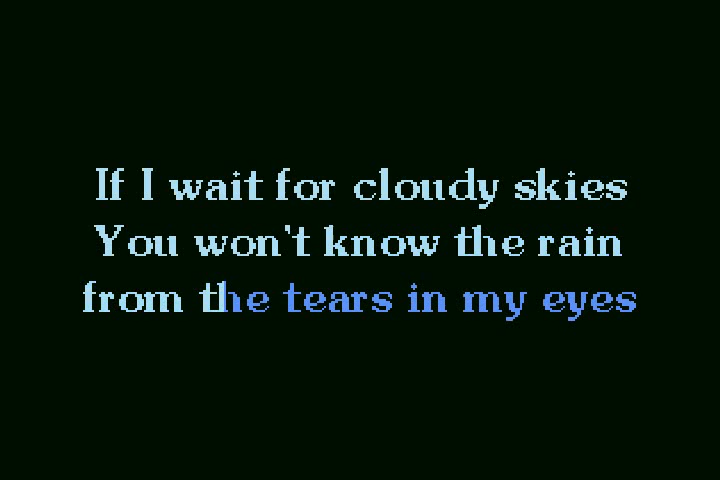 If I wait for cloudy skies
You won't know the rain
from the tears in my eyes